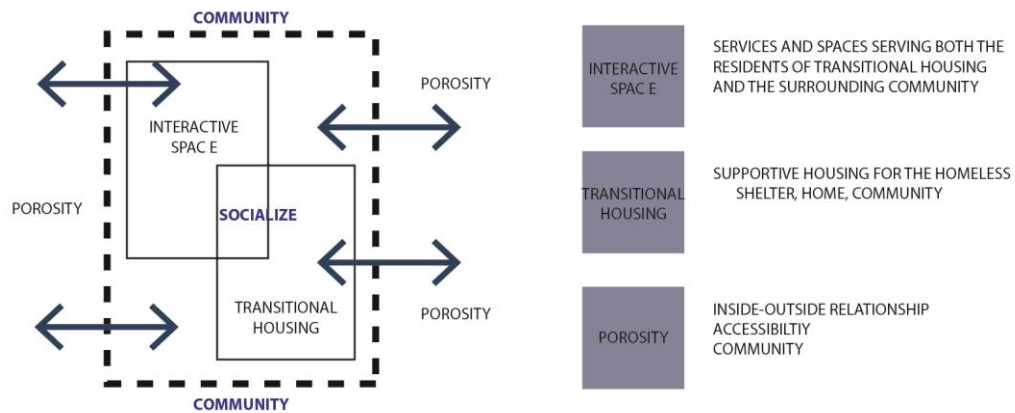 COMMUNITY
POROSITY
INTERACTIVE
SPAC E
POROSITY
SOCIALIZE
TRANSITIONAL
HOUSING
POROSITY
COMMUNITY
INTERACTIVE
SPAC E
SERVICES AND SPACES SERVING BOTH THE
RESIDENTS OF TRANSITIONAL HOUSING
AND THE SURROUNDING COMMUNITY
TRANSITIONAL
HOUSING
SUPPORTIVE HOUSING FOR THE HOMELESS
SHELTER, HOME, COMMUNITY
POROSITY
INSIDE-OUTSIDE RELATIONSHIP
ACCESSIBILTIY
COMMUNITY